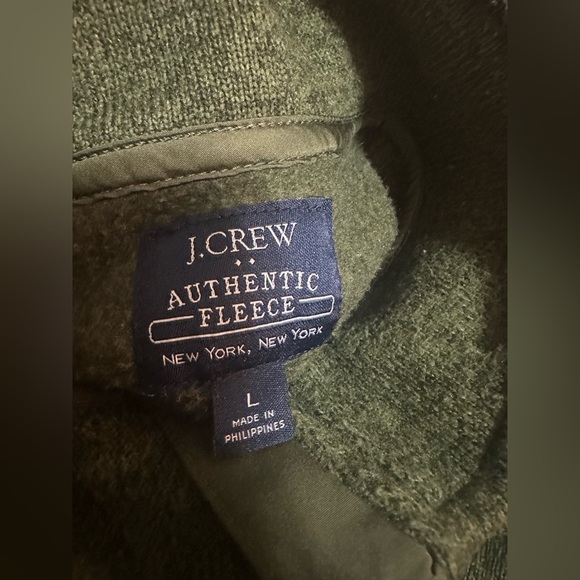 J.CREW
AUTHENTIC
FLEECE
NEW YORK, NEW YORK
L
MADE IN
PHILIPPINES